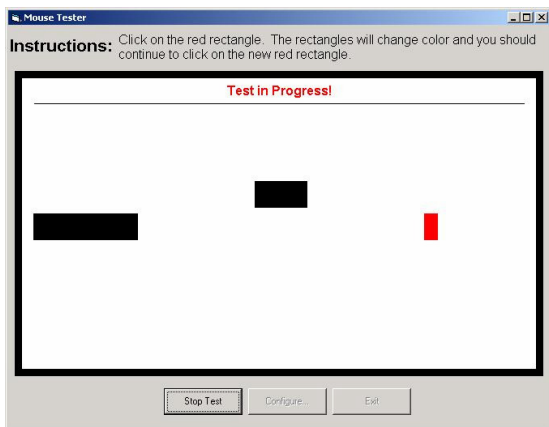 Mouse Tester
Instructions: Click on the red rectangle. The rectangles will change color and you should
continue to click on the new red rectangle.
Test in Progress!
Stop Test
Configure...
Exit